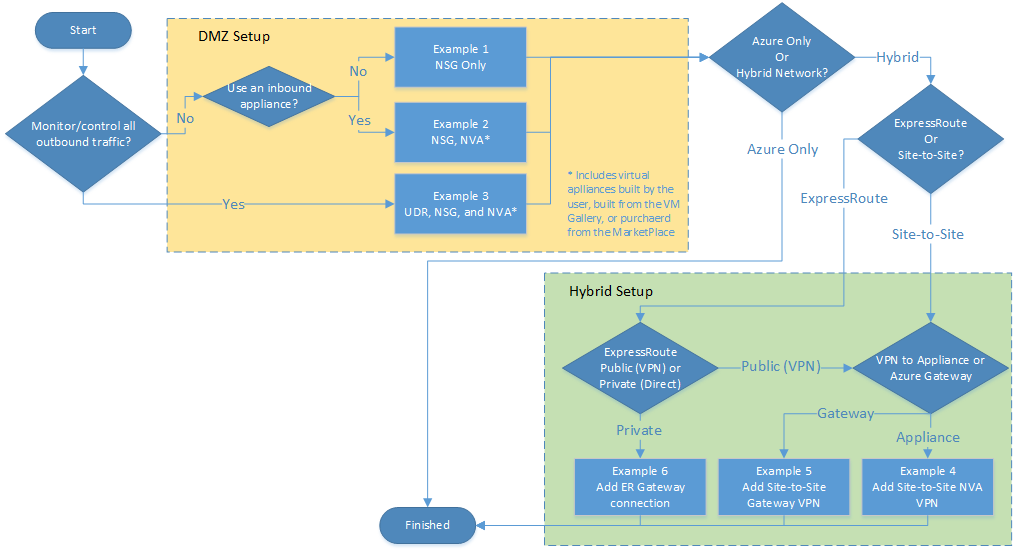 Start
DMZ Setup
Monitor/control all
outbound traffic?
No
Yes
Use an inbound
appliance?
No
Yes
Example 1
NSG Only
Example 2
NSG, NVA*
Example 3
UDR, NSG, and NVA*
* Includes virtual
apliances built by the
user, built from the VM
Gallery, or purchaerd
from the MarketPlace
Azure Only
Or
Hybrid Network?
Hybrid
Azure Only
ExpressRoute
Or
Site-to-Site?
ExpressRoute
Site-to-Site
Hybrid Setup
ExpressRoute
Public (VPN) or
Private (Direct)
Public (VPN)
VPN to Appliance or
Azure Gateway
Private
Gateway
Appliance
Example 6
Add ER Gateway
connection
Example 5
Add Site-to-Site
Gateway VPN
Example 4
Add Site-to-Site NVA
VPN
Finished